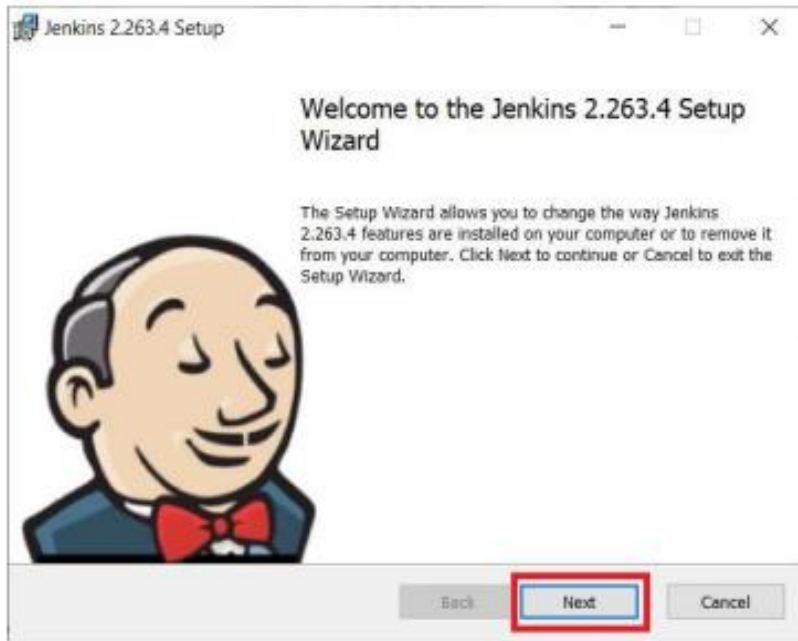 Jenkins 2.263.4 Setup
Welcome to the Jenkins 2.263.4 Setup
Wizard
The Setup Wizard allows you to change the way Jenkins
2.263.4 features are installed on your computer or to remove it
from your computer. Click Next to continue or Cancel to exit the
Setup Wizard.
Back Next Cancel